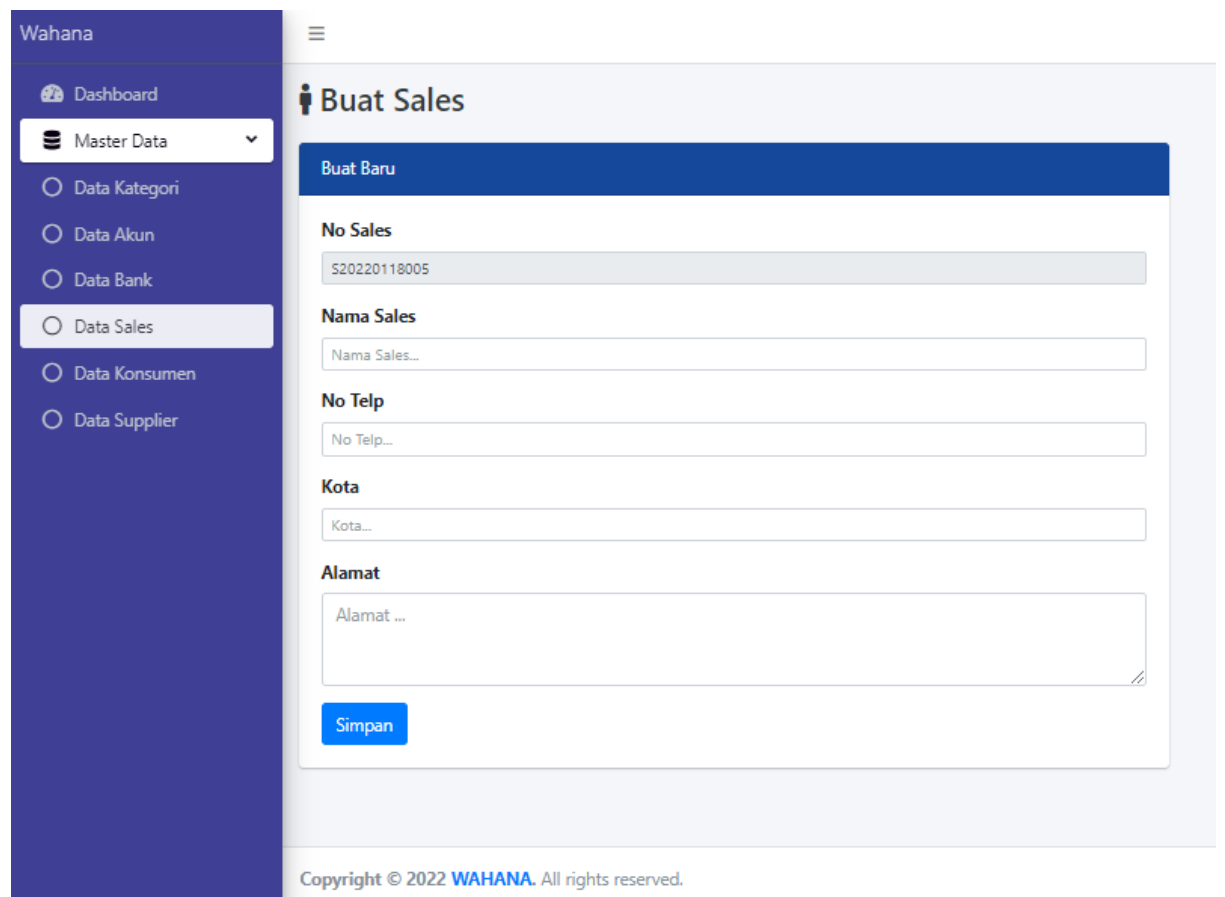 Wahana
Dashboard
Master Data
Data Kategori
Data Akun
Data Bank
Data Sales
Data Konsumen
Data Supplier
Buat Sales
Buat Baru
No Sales
S20220118005
Nama Sales
Nama Sales...
No Telp
No Telp...
Kota
Kota...
Alamat
Alamat ...
Simpan
Copyright © 2022 WAHANA. All rights reserved.